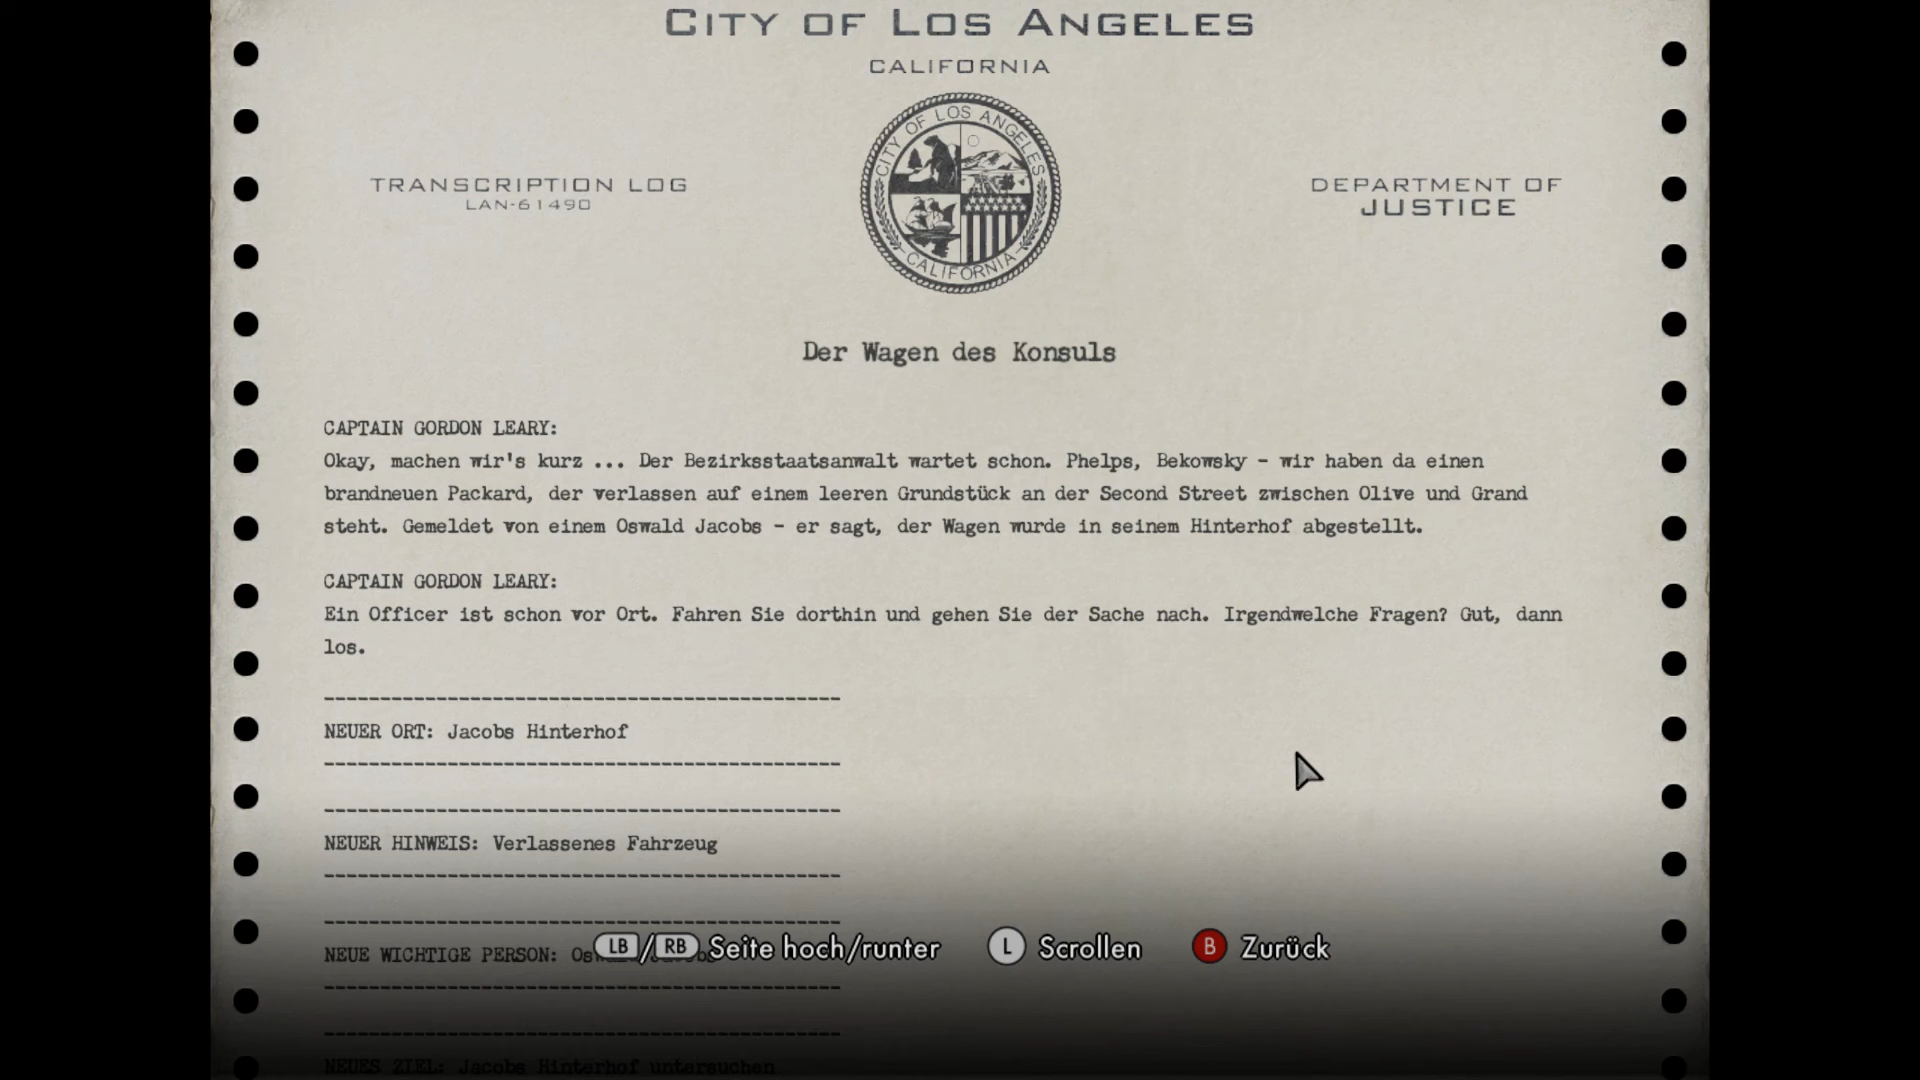 CITY OF LOS ANGELES
CALIFORNIA
CITY OF LOS ANGELES
CALIFORNIA
TRANSCRIPTION LOG
LAN-61490
DEPARTMENT OF
JUSTICE
Der Wagen des Konsuls
CAPTAIN GORDON LEARY:
Okay, machen wir's kurz ... Der Bezirksstaatsanwalt wartet schon. Phelps, Bekowsky - wir haben da einen
brandneuen Packard, der verlassen auf einem leeren Grundstück an der Second Street zwischen Olive und Grand
steht. Gemeldet von einem Oswald Jacobs - er sagt, der Wagen wurde in seinem Hinterhof abgestellt.
CAPTAIN GORDON LEARY:
Ein Officer ist schon vor Ort. Fahren Sie dorthin und gehen Sie der Sache nach. Irgendwelche Fragen? Gut, dann
los.
NEUER ORT: Jacobs Hinterhof
NEUER HINWEIS: Verlassenes Fahrzeug
NEUE WICHTIGE PERSON:
LB/RB Seite hoch/runter
L Scrollen
B Zurück
NEUES ZIEL: Jacobs Hinterhof untersuchen